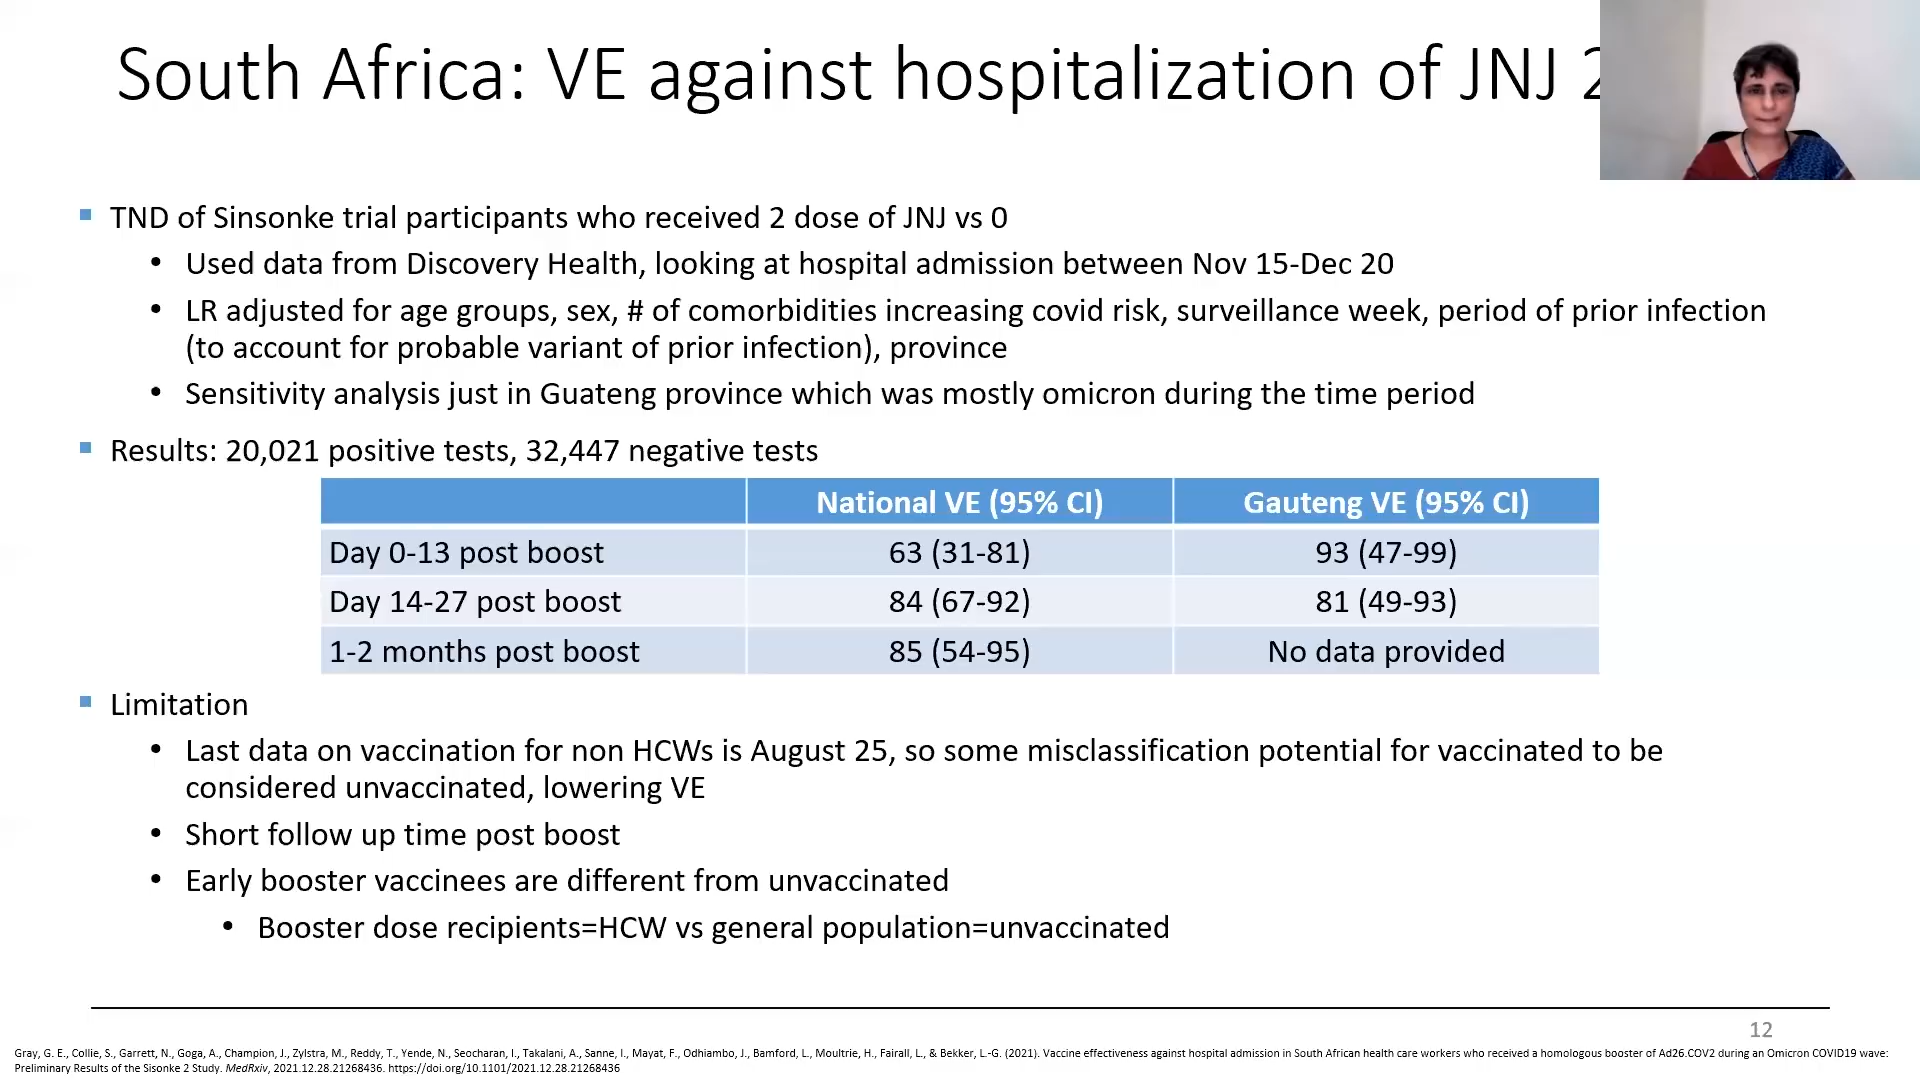 South Africa: VE against hospitalization of JNJ 2
TND of Sinsonke trial participants who received 2 dose of JNJ vs 0
Used data from Discovery Health, looking at hospital admission between Nov 15-Dec 20
LR adjusted for age groups, sex, # of comorbidities increasing covid risk, surveillance week, period of prior infection
(to account for probable variant of prior infection), province
Sensitivity analysis just in Guateng province which was mostly omicron during the time period
Results: 20,021 positive tests, 32,447 negative tests
National VE (95% CI) Gauteng VE (95% CI)
Day 0-13 post boost 63 (31-81) 93 (47-99)
Day 14-27 post boost 84 (67-92) 81 (49-93)
1-2 months post boost 85 (54-95) No data provided
Limitation
Last data on vaccination for non HCWs is August 25, so some misclassification potential for vaccinated to be
considered unvaccinated, lowering VE
Short follow up time post boost
Early booster vaccinees are different from unvaccinated
Booster dose recipients=HCW vs general population=unvaccinated
12
Gray, G. E., Collie, S., Garrett, N., Goga, A., Champion, J., Zylstra, M., Reddy, T., Yende, N., Seocharan, I., Takalani, A., Sanne, I., Mayat, F., Odhiambo, J., Bamford, L., Moultrie, H., Fairall, L., & Bekker, L.-G. (2021). Vaccine effectiveness against hospital admission in South African health care workers who received a homologous booster of Ad26.COV2 during an Omicron COVID19 wave:
Preliminary Results of the Sisonke 2 Study. MedRxiv, 2021.12.28.21268436. https://doi.org/10.1101/2021.12.28.21268436